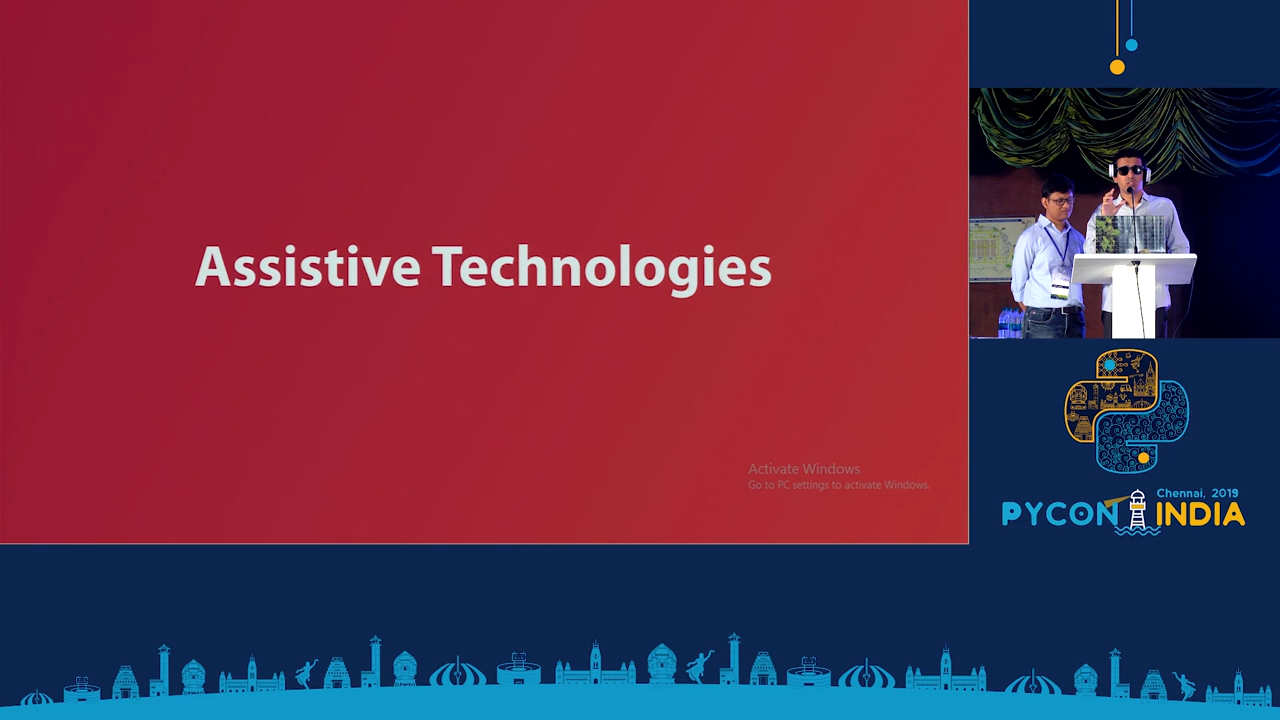 Assistive Technologies
Activate Windows
Go to PC settings to activate Windows.
Chennai, 2019
PYCON INDIA